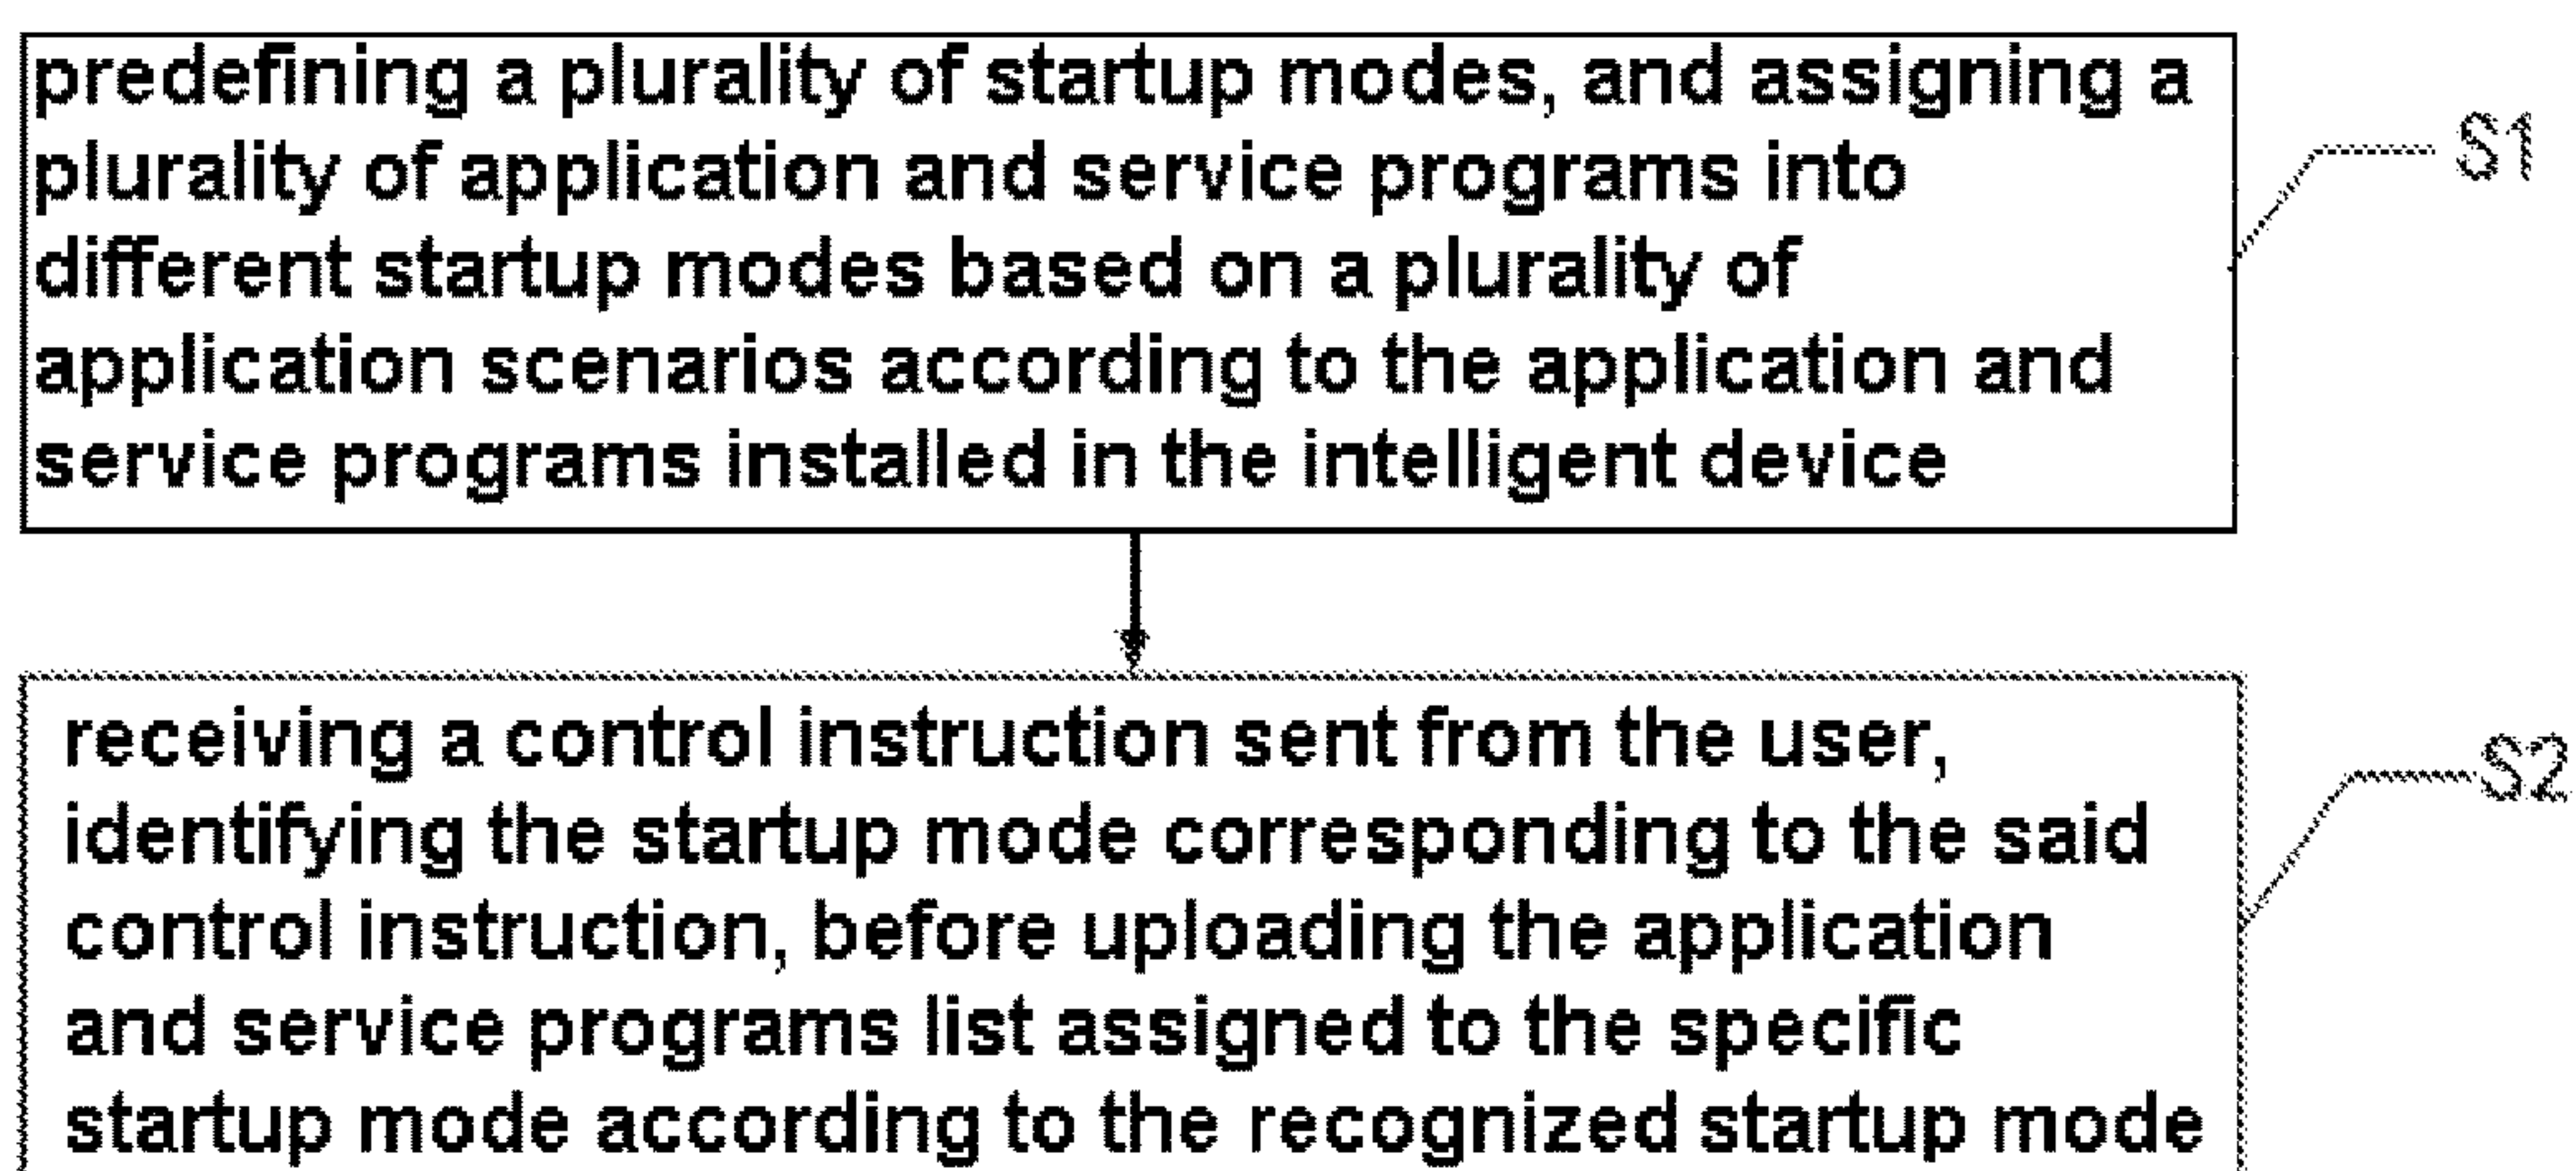 predefining a plurality of startup modes, and assigning a
plurality of application and service programs into
different startup modes based on a plurality of
application scenarios according to the application and
service programs installed in the intelligent device
S1
receiving a control instruction sent from the user,
identifying the startup mode corresponding to the said
control instruction, before uploading the application
and service programs list assigned to the specific
startup mode according to the recognized startup mode
S2